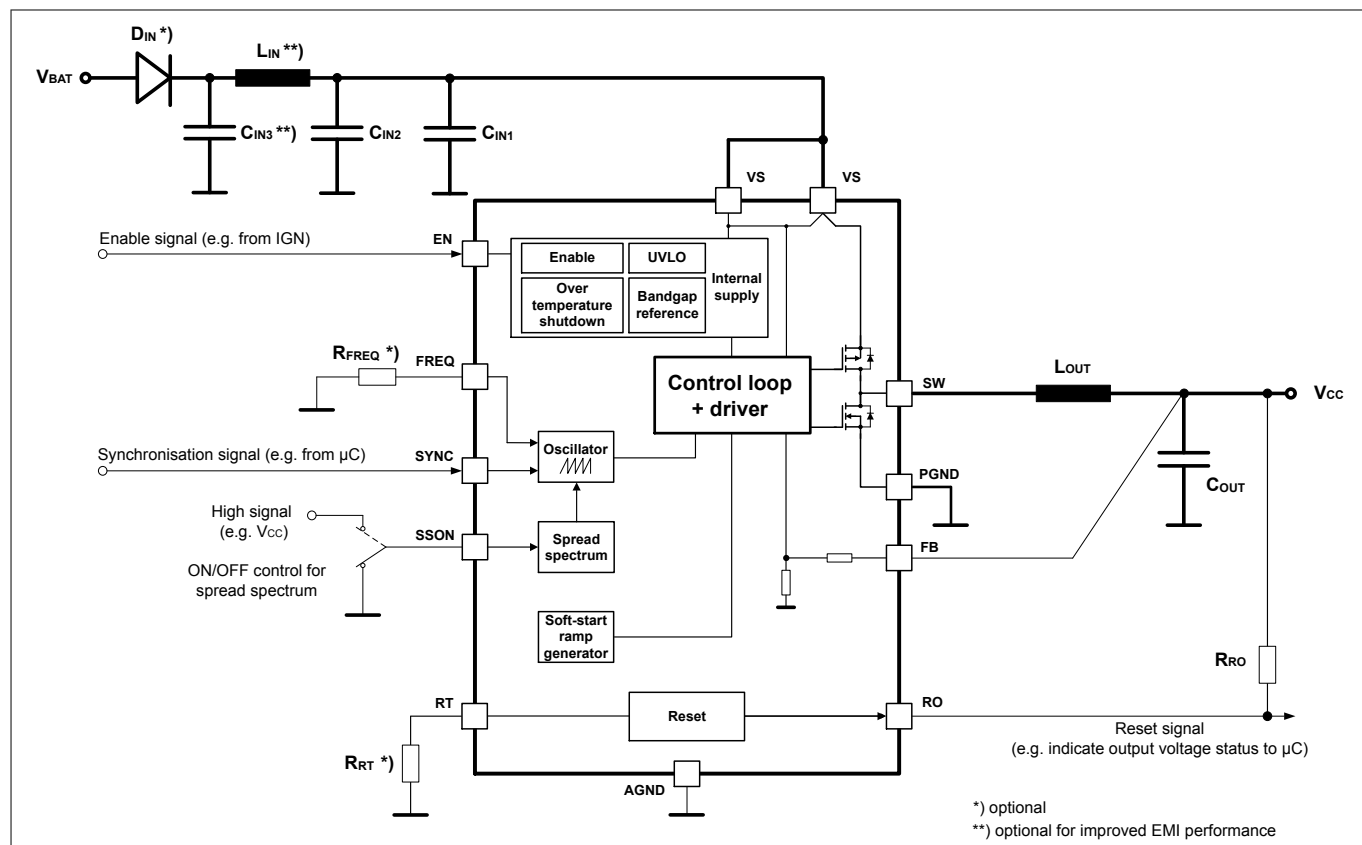 DIN *)
LIN **)
VBAT
CIN3 **)
CIN2
CIN1
VS
VS
Enable signal (e.g. from IGN)
EN
Enable
UVLO
Internal
supply
Over
temperature
shutdown
Bandgap
reference
RFREQ *)
FREQ
Control loop
+ driver
SW
LOUT
VCC
Synchronisation signal (e.g. from µC)
SYNC
Oscillator
PGND
COUT
High signal
(e.g. VCC)
SSON
Spread
spectrum
FB
ON/OFF control for
spread spectrum
Soft-start
ramp
generator
RRO
RT
Reset
RO
Reset signal
(e.g. indicate output voltage status to µC)
RRT *)
AGND
*) optional
**) optional for improved EMI performance